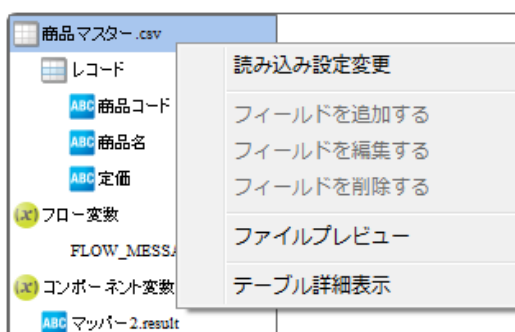 商品マスター.csv
レコード
ABC 商品コード
ABC 商品名
ABC 定価
(x) フロー変数
FLOW_MESSA
(x) コンポーネント変数
ABC マッパー2.result
読み込み設定変更
フィールドを追加する
フィールドを編集する
フィールドを削除する
ファイルプレビュー
テーブル詳細表示